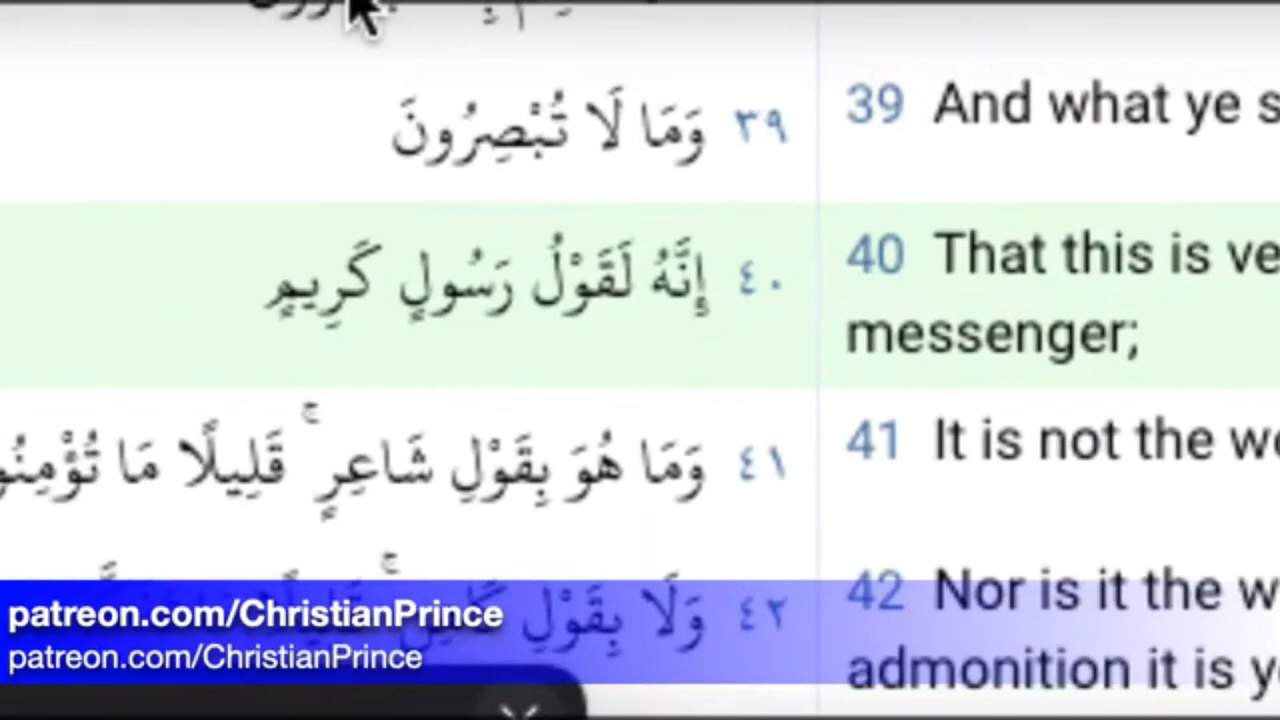 ٣٩ وَمَا لَا تُبْصِرُونَ
39 And what ye s
٤٠ إِنَّهُ لَقَوْلُ رَسُولٍ كَرِيمٍ
40 That this is ve
messenger;
٤١ وَمَا هُوَ بِقَوْلِ شَاعِرٍ ۚ قَلِيلًا مَا
41 It is not the wo
٤٢ وَلَا بِقَوْلِ
42 Nor is it the w
admonition it is yo
patreon.com/ChristianPrince
patreon.com/ChristianPrince